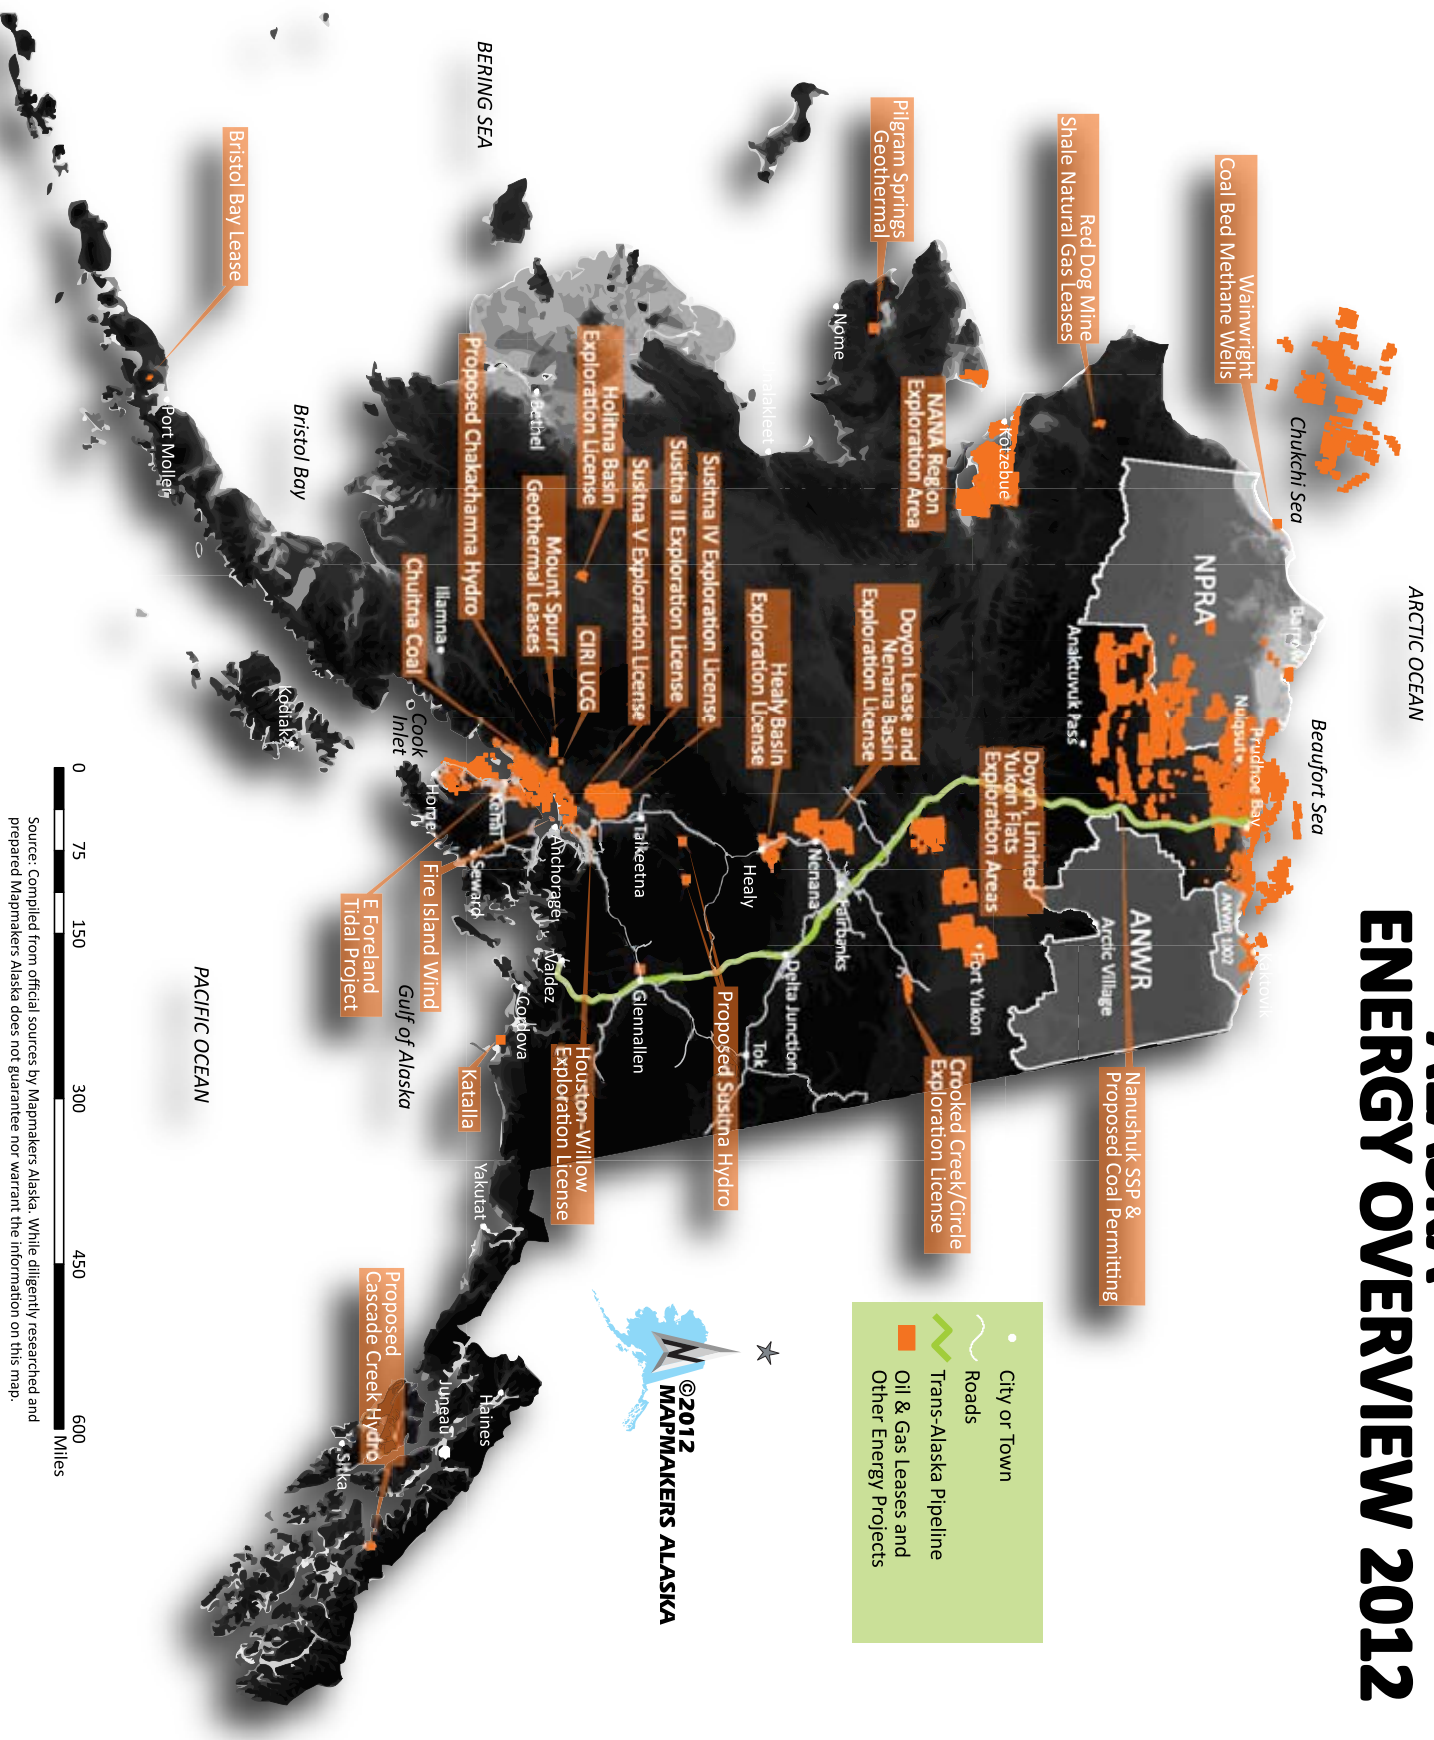 ENERGY OVERVIEW 2012
ARCTIC OCEAN
Beaufort Sea
Chukchi Sea
Wainwright
Coal Bed Methane Wells
Barrow
NPRA
Nuiqsut
Prudhoe Bay
ANWR 1002
Kaktovik
Red Dog Mine
Shale Natural Gas Leases
Anaktuvuk Pass
ANWR
Arctic Village
Nanushuk SSP &
Proposed Coal Permitting
Kotzebue
NANA Region
Exploration Area
Doyon, Limited
Yukon Flats
Exploration Areas
Fort Yukon
Crooked Creek/Circle
Exploration License
Pilgram Springs
Geothermal
Nome
Doyon Lease and
Nenana Basin
Exploration License
Nenana
Fairbanks
Delta Junction
Tok
Healy Basin
Exploration License
Healy
Proposed Susitna Hydro
Susitna IV Exploration License
Susitna II Exploration License
Susitna V Exploration License
Talkeetna
Glennallen
Holitna Basin
Exploration License
CIRI UCG
Houston-Willow
Exploration License
Mount Spurr
Geothermal Leases
Anchorage
Valdez
Cordova
Bethel
BERING SEA
Proposed Chakachamna Hydro
Iliamna
Chuitna Coal
Kenai
Seward
Homer
Cook
Inlet
Katalla
Yakutat
Fire Island Wind
E Foreland
Tidal Project
Gulf of Alaska
Haines
Juneau
Proposed
Cascade Creek Hydro
Sitka
Bristol Bay
Kodiak
Bristol Bay Lease
Port Moller
PACIFIC OCEAN
City or Town
Roads
Trans-Alaska Pipeline
Oil & Gas Leases and
Other Energy Projects
N
©2012
MAPMAKERS ALASKA
0 75 150 300 450 600
Miles
Source: Compiled from official sources by Mapmakers Alaska. While diligently researched and
prepared Mapmakers Alaska does not guarantee nor warrant the information on this map.